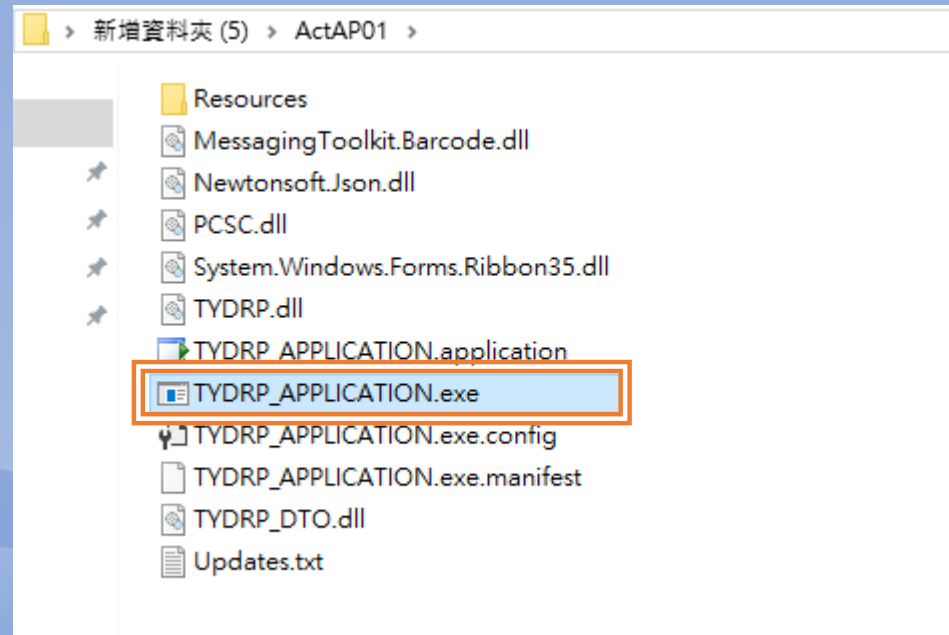 新增資料夾 (5) > ActAP01 >
Resources
MessagingToolkit.Barcode.dll
Newtonsoft.Json.dll
PCSC.dll
System.Windows.Forms.Ribbon35.dll
TYDRP.dll
TYDRP_APPLICATION.application
TYDRP_APPLICATION.exe
TYDRP_APPLICATION.exe.config
TYDRP_APPLICATION.exe.manifest
TYDRP_DTO.dll
Updates.txt